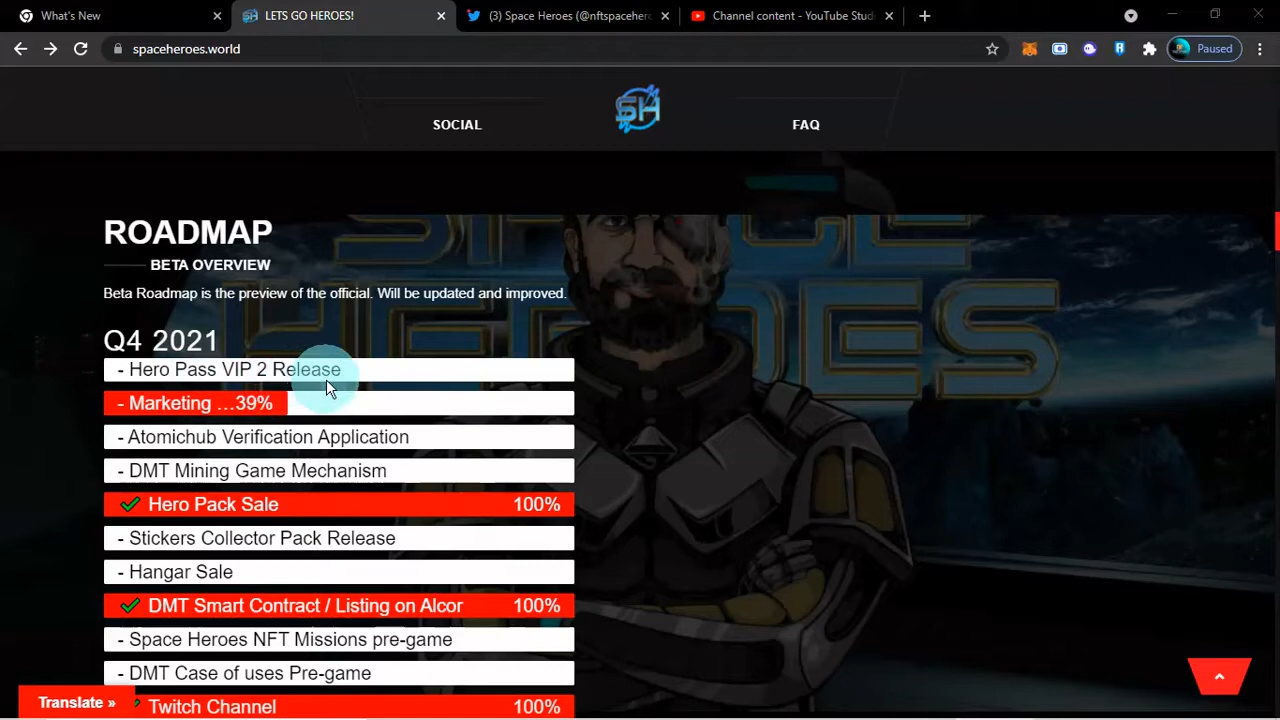 What's New
LETS GO HEROES!
(3) Space Heroes (@nftspacehero
Channel content - YouTube Stud
spaceheroes.world
Paused
SOCIAL
SH
FAQ
SPACE
HEROES
ROADMAP
BETA OVERVIEW
Beta Roadmap is the preview of the official. Will be updated and improved.
Q4 2021
- Hero Pass VIP 2 Release
- Marketing ...39%
- Atomichub Verification Application
- DMT Mining Game Mechanism
Hero Pack Sale 100%
- Stickers Collector Pack Release
- Hangar Sale
DMT Smart Contract / Listing on Alcor 100%
- Space Heroes NFT Missions pre-game
- DMT Case of uses Pre-game
Translate »
Twitch Channel 100%